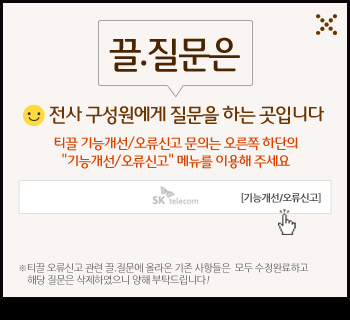 끌.질문은
전사 구성원에게 질문을 하는 곳입니다
티끌 기능개선/오류신고 문의는 오른쪽 하단의
"기능개선/오류신고" 메뉴를 이용해 주세요
SK telecom
[기능개선/오류신고]
※티끌 오류신고 관련 끌.질문에 올라온 기존 사항들은 모두 수정완료하고
해당 질문은 삭제하였으니 양해 부탁드립니다!